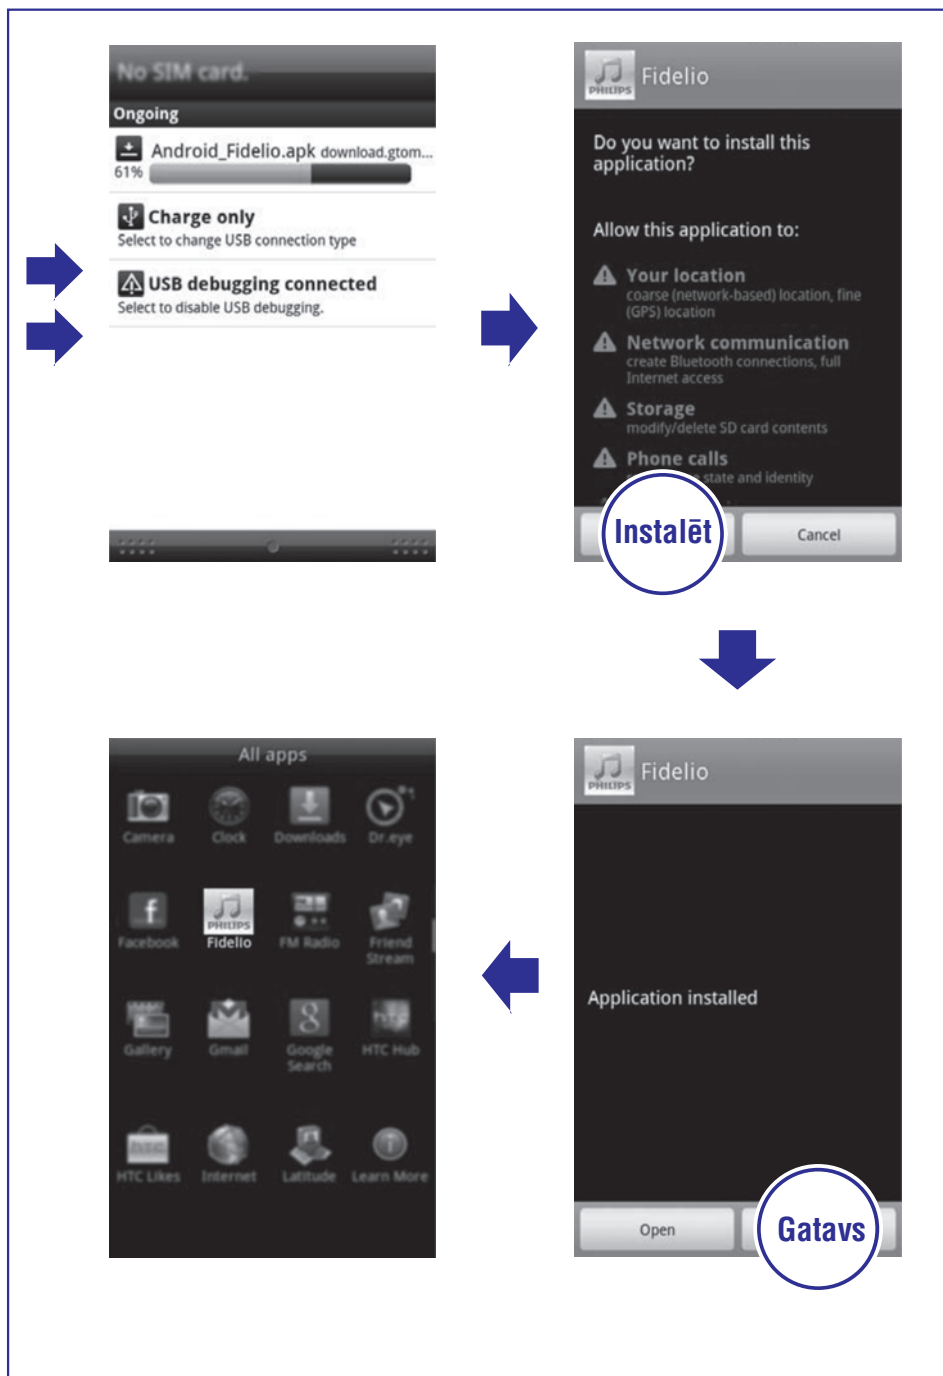 No SIM card.
Ongoing
Android_Fidelio.apk download.gtom...
61%
Charge only
Select to change USB connection type
USB debugging connected
Select to disable USB debugging.
PHILIPS
Fidelio
Do you want to install this
application?
Allow this application to:
Your location
coarse (network-based) location, fine
(GPS) location
Network communication
create Bluetooth connections, full
Internet access
Storage
modify/delete SD card contents
Phone calls
state and identity
Instalēt
Cancel
All apps
Camera Clock Downloads Dr.eye
f
PHILIPS
Facebook Fidelio FM Radio Friend
Stream
8
htc
Gallery Gmail Google HTC Hub
Search
htc
HTC Likes Internet Latitude Learn More
PHILIPS
Fidelio
Application installed
Open
Gatavs